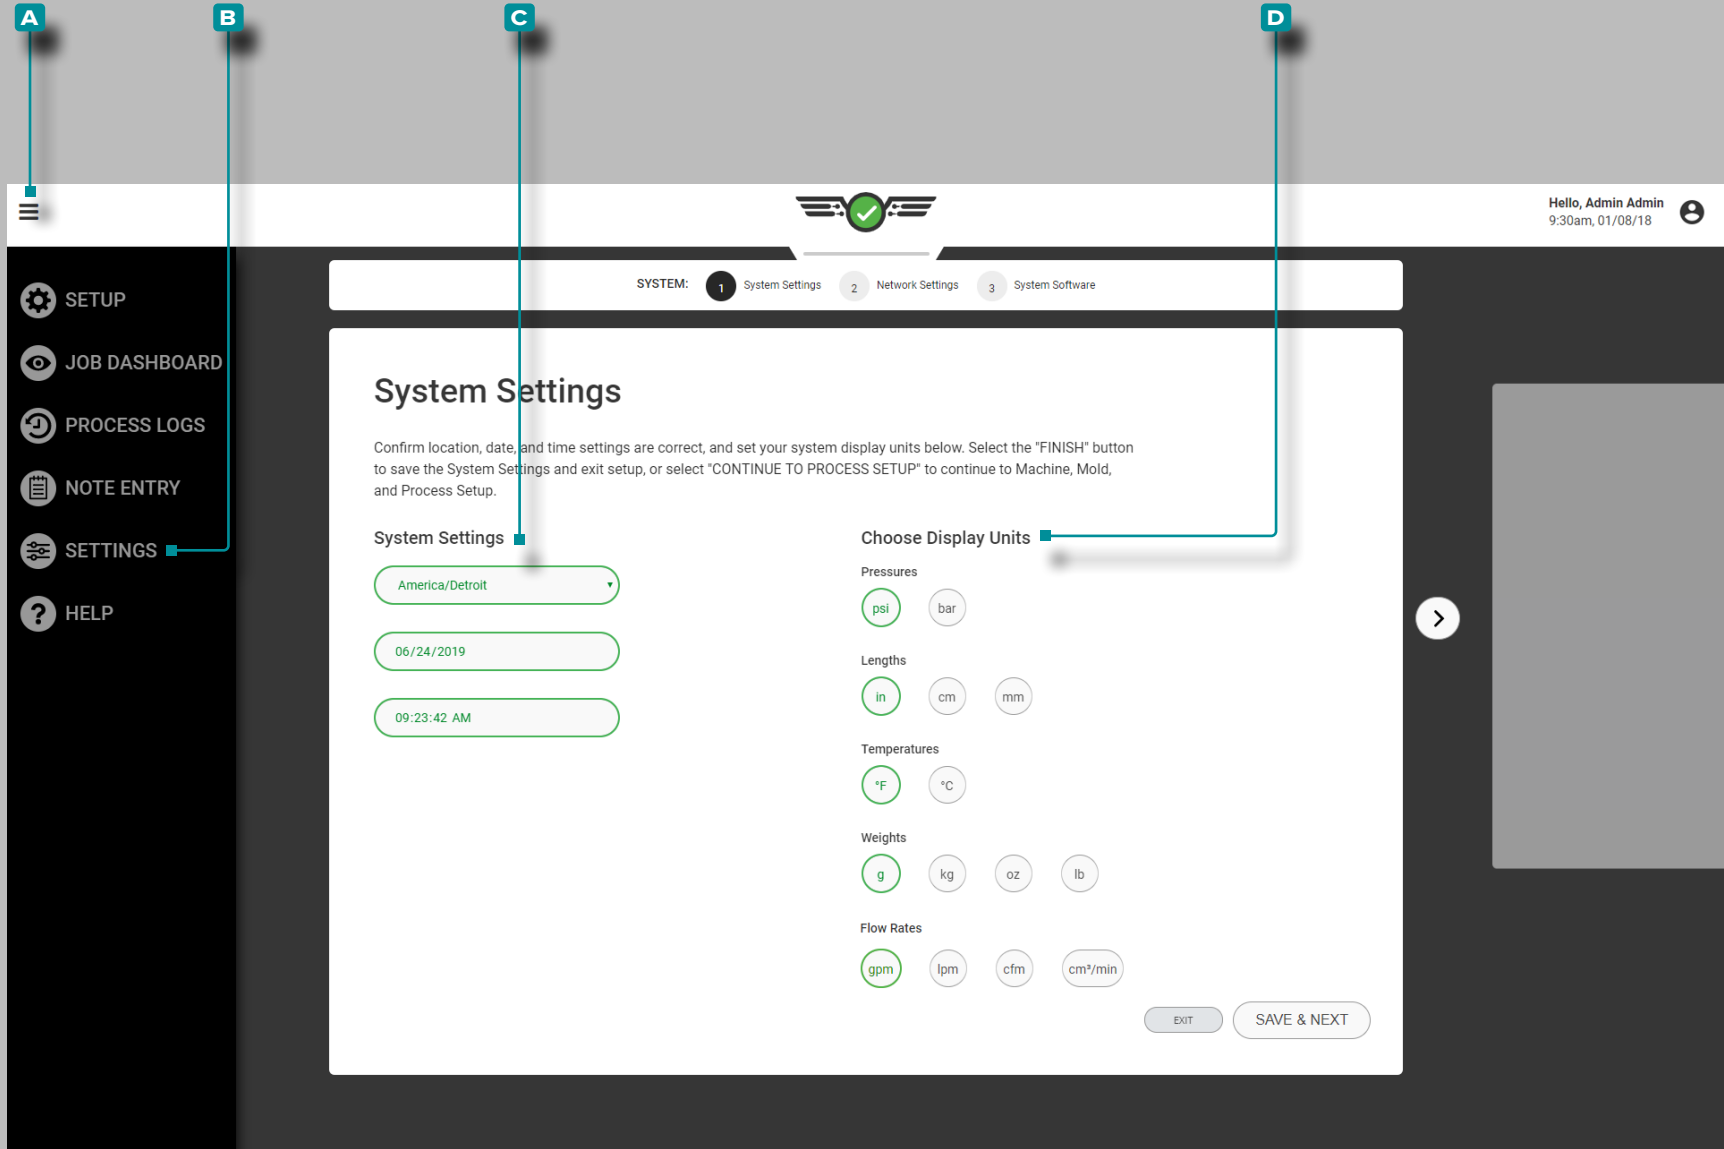 A B C D
Hello, Admin Admin
9:30am, 01/08/18
SETUP
JOB DASHBOARD
PROCESS LOGS
NOTE ENTRY
SETTINGS
HELP
SYSTEM: 1 System Settings 2 Network Settings 3 System Software
System Settings
Confirm location, date, and time settings are correct, and set your system display units below. Select the "FINISH" button
to save the System Settings and exit setup, or select "CONTINUE TO PROCESS SETUP" to continue to Machine, Mold,
and Process Setup.
System Settings
America/Detroit
06/24/2019
09:23:42 AM
Choose Display Units
Pressures
psi bar
Lengths
in cm mm
Temperatures
°F °C
Weights
g kg oz lb
Flow Rates
gpm lpm cfm cm³/min
EXIT SAVE & NEXT